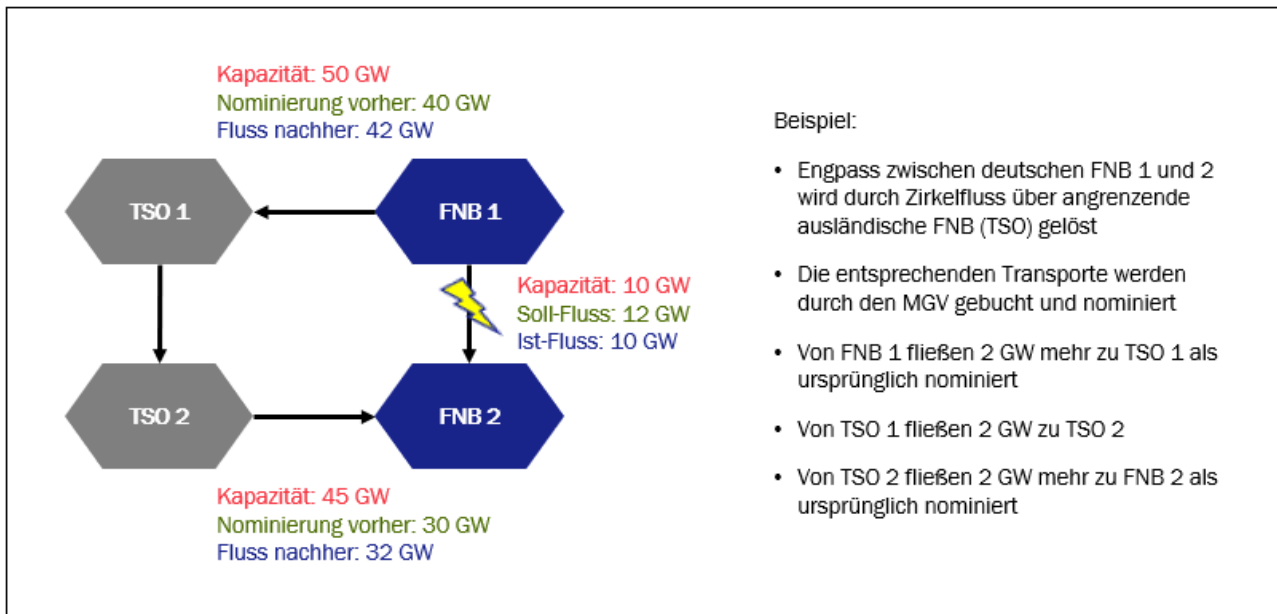 Kapazität: 50 GW
Nominierung vorher: 40 GW
Fluss nachher: 42 GW
TSO 1
FNB 1
Kapazität: 10 GW
Soll-Fluss: 12 GW
Ist-Fluss: 10 GW
TSO 2
FNB 2
Kapazität: 45 GW
Nominierung vorher: 30 GW
Fluss nachher: 32 GW
Beispiel:
• Engpass zwischen deutschen FNB 1 und 2
wird durch Zirkelfluss über angrenzende
ausländische FNB (TSO) gelöst
• Die entsprechenden Transporte werden
durch den MGV gebucht und nominiert
• Von FNB 1 fließen 2 GW mehr zu TSO 1 als
ursprünglich nominiert
• Von TSO 1 fließen 2 GW zu TSO 2
• Von TSO 2 fließen 2 GW mehr zu FNB 2 als
ursprünglich nominiert